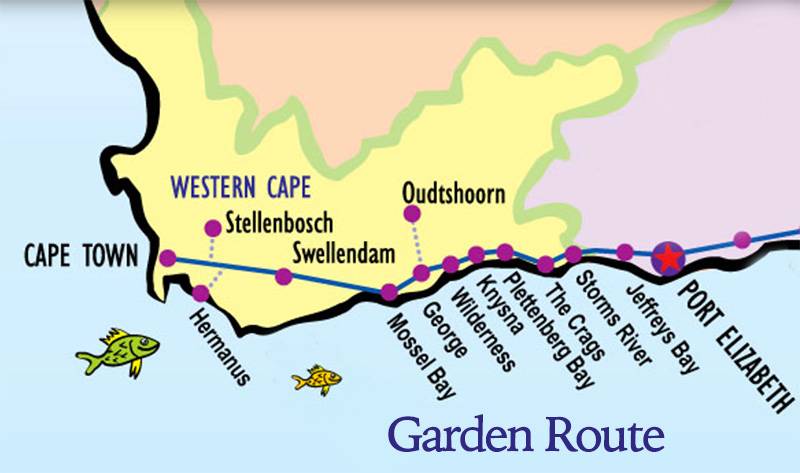 WESTERN CAPE
Oudtshoorn
Stellenbosch
CAPE TOWN
Swellendam
Hermanus
Mossel Bay
George
Wilderness
Knysna
Plettenberg Bay
The Crags
Storms River
Jeffreys Bay
PORT ELIZABETH
Garden Route